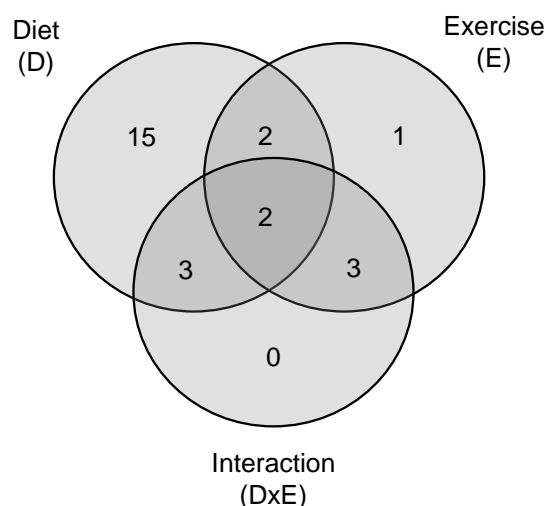 Diet
(D)
Exercise
(E)
15
2
1
2
3
3
0
Interaction
(DxE)